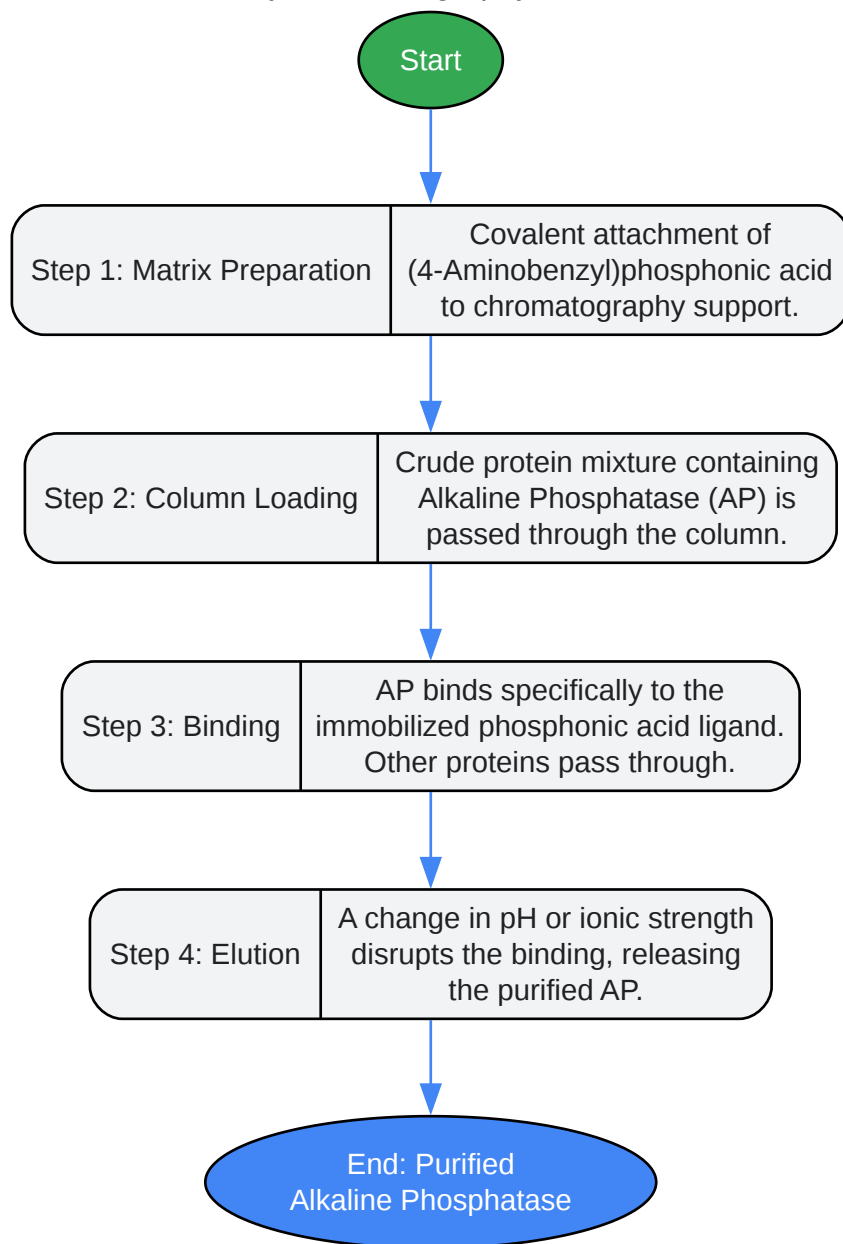 Start
Step 1: Matrix Preparation
Covalent attachment of
(4-Aminobenzyl)phosphonic acid
to chromatography support.
Step 2: Column Loading
Crude protein mixture containing
Alkaline Phosphatase (AP) is
passed through the column.
Step 3: Binding
AP binds specifically to the
immobilized phosphonic acid ligand.
Other proteins pass through.
Step 4: Elution
A change in pH or ionic strength
disrupts the binding, releasing
the purified AP.
End: Purified
Alkaline Phosphatase